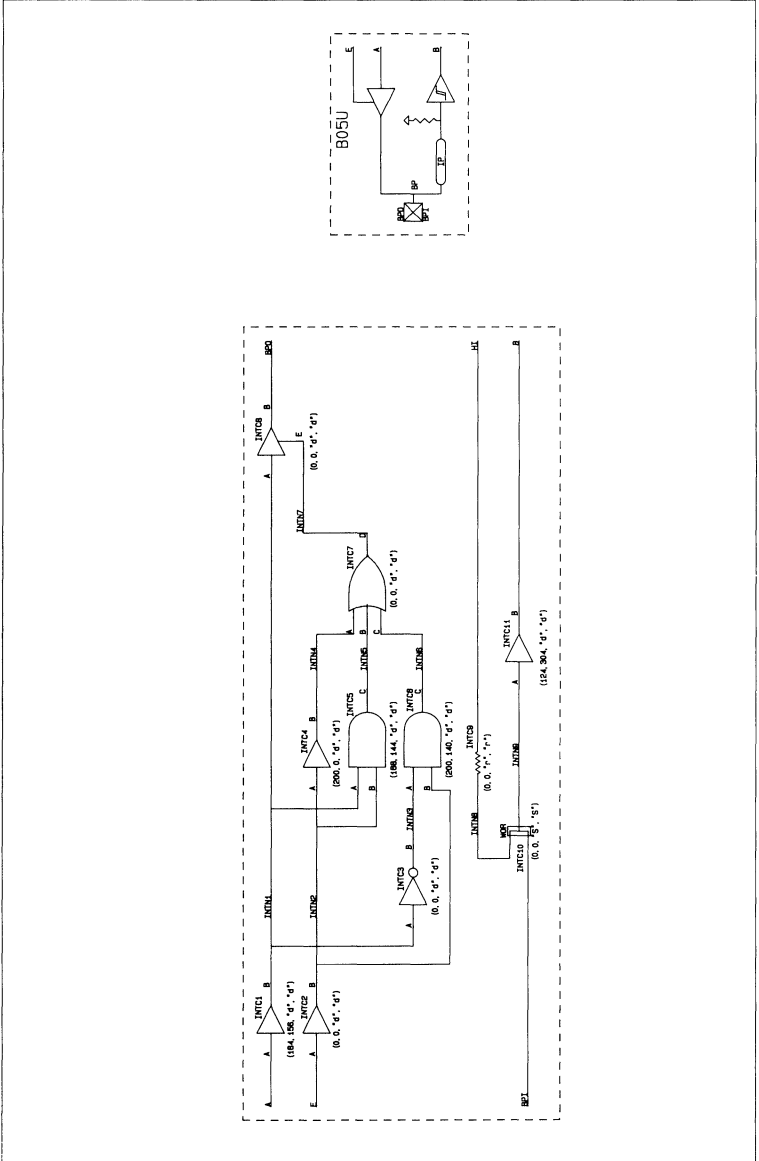 B05U
E
A
B
BPO
BPI
BP
IP
A
A
INTC1
B
(184, 156, "d", "d")
INTN1
A
INTC8
B
BPO
E
(0, 0, "d", "d")
E
A
INTC2
B
(0, 0, "d", "d")
INTN2
A
INTC4
B
(200, 0, "d", "d")
INTN4
INTN7
A
B
INTC5
C
(188, 144, "d", "d")
INTN5
A
B
C
INTC7
D
(0, 0, "d", "d")
A
INTC3
B
(0, 0, "d", "d")
INTN3
A
B
INTC6
C
(200, 140, "d", "d")
INTN6
INTN8
INTC9
(0, 0, "r", "r")
HI
BPI
INTC10
WOR
(0, 0, "S", "S")
INTN9
A
INTC11
B
(124, 304, "d", "d")
B